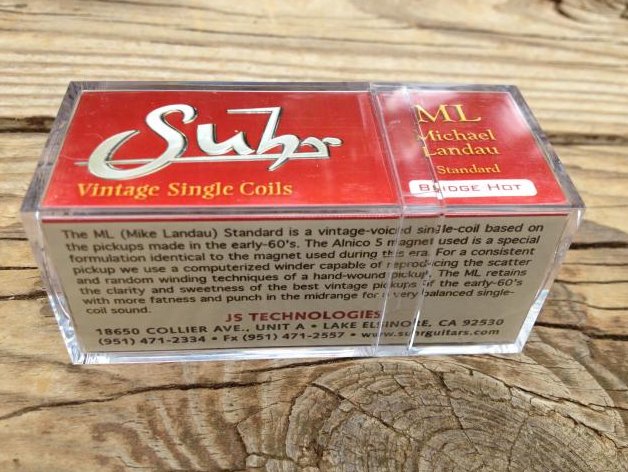 Suhr
Vintage Single Coils
ML
Michael
Landau
Standard
Bridge Hot
The ML (Mike Landau) Standard is a vintage-voiced single-coil based on
the pickups made in the early-60's. The Alnico 5 magnet used is a special
formulation identical to the magnet used during this era. For a consistent
pickup we use a computerized winder capable of reproducing the scatter
and random winding techniques of a hand-wound pickup. The ML retains
the clarity and sweetness of the best vintage pickups of the early-60's
with more fatness and punch in the midrange for a very balanced single-
coil sound.
JS TECHNOLOGIES
18650 COLLIER AVE., UNIT A • LAKE ELSINORE, CA 92530
(951) 471-2334 • Fx (951) 471-2557 • www.suhrguitars.com